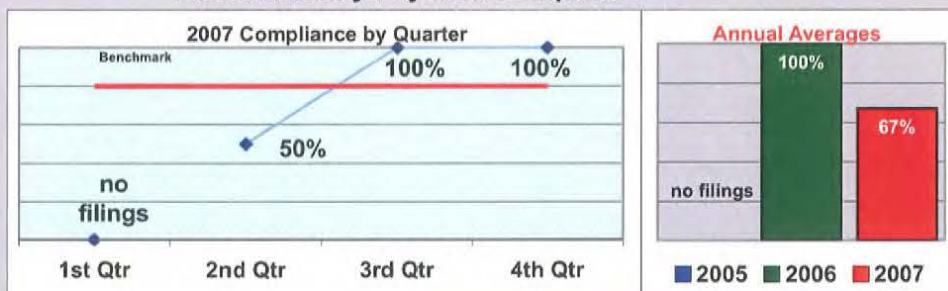 2007 Compliance by Quarter
Benchmark
100%
100%
50%
no
filings
1st Qtr
2nd Qtr
3rd Qtr
4th Qtr
Annual Averages
100%
67%
no filings
2005
2006
2007